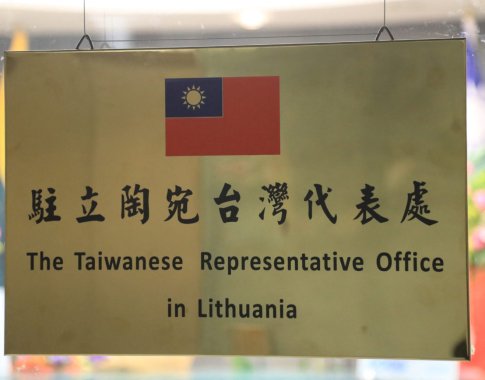 駐立陶宛台灣代表處
The Taiwanese Representative Office
in Lithuania